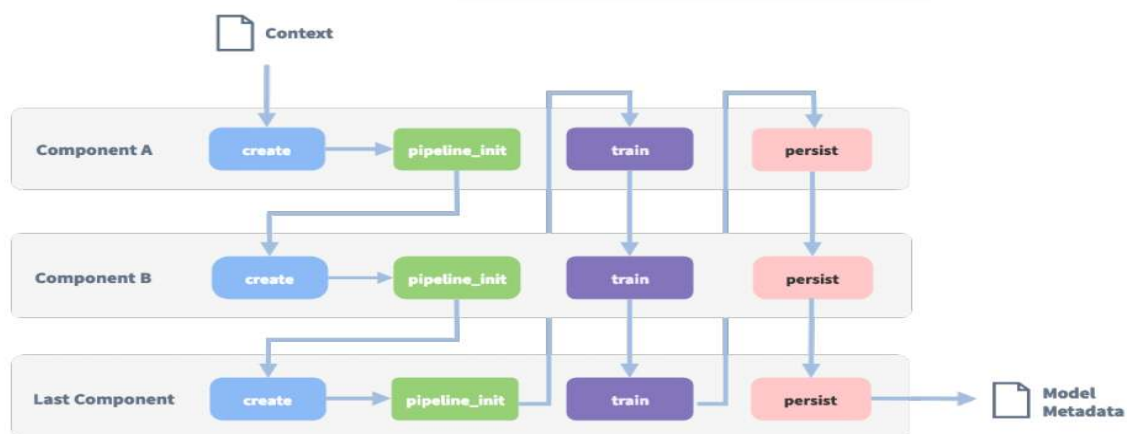 Context
Component A
create
pipeline_init
train
persist
Component B
create
pipeline_init
train
persist
Last Component
create
pipeline_init
train
persist
Model
Metadata